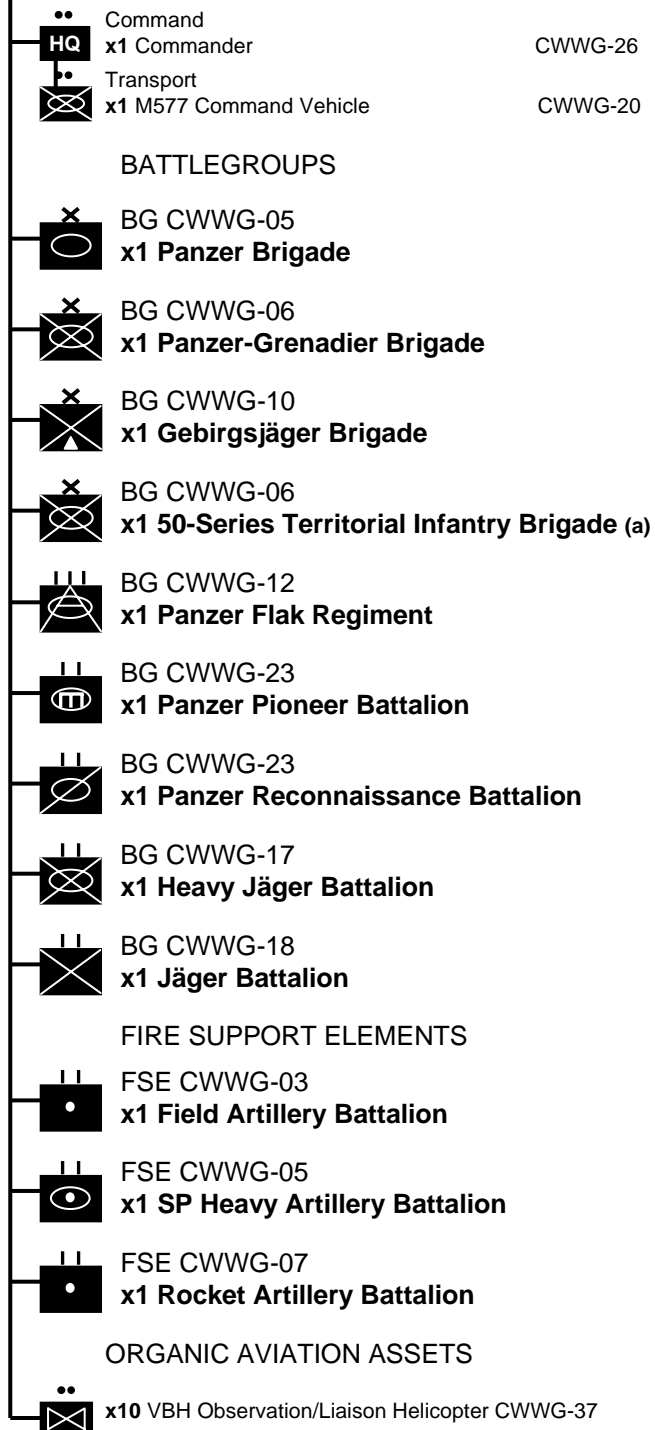 Command
HQ x1 Commander CWWG-26
Transport
x1 M577 Command Vehicle CWWG-20
BATTLEGROUPS
BG CWWG-05
x1 Panzer Brigade
BG CWWG-06
x1 Panzer-Grenadier Brigade
BG CWWG-10
x1 Gebirgsjäger Brigade
BG CWWG-06
x1 50-Series Territorial Infantry Brigade (a)
BG CWWG-12
x1 Panzer Flak Regiment
BG CWWG-23
x1 Panzer Pioneer Battalion
BG CWWG-23
x1 Panzer Reconnaissance Battalion
BG CWWG-17
x1 Heavy Jäger Battalion
BG CWWG-18
x1 Jäger Battalion
FIRE SUPPORT ELEMENTS
FSE CWWG-03
x1 Field Artillery Battalion
FSE CWWG-05
x1 SP Heavy Artillery Battalion
FSE CWWG-07
x1 Rocket Artillery Battalion
ORGANIC AVIATION ASSETS
x10 VBH Observation/Liaison Helicopter CWWG-37